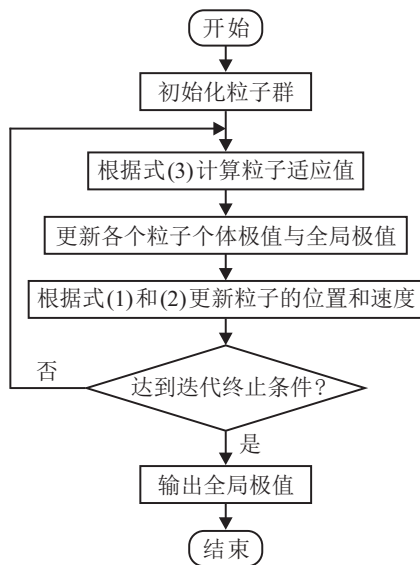 开始
初始化粒子群
根据式(3)计算粒子适应值
更新各个粒子个体极值与全局极值
根据式(1)和(2)更新粒子的位置和速度
否
达到迭代终止条件?
是
输出全局极值
结束